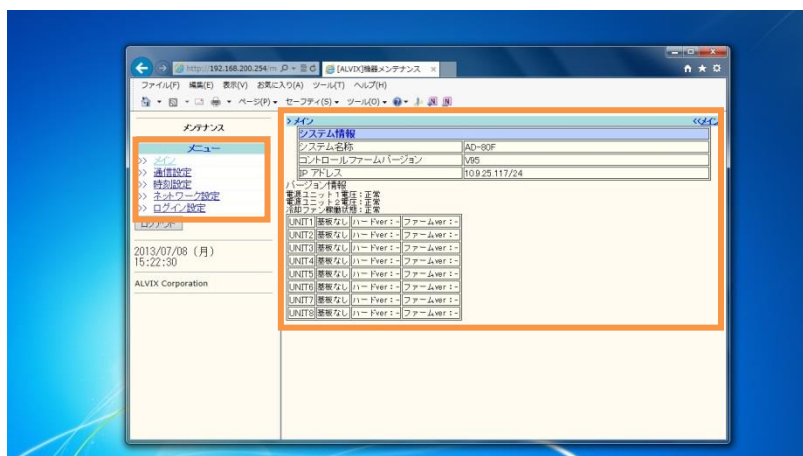 http://192.168.200.254/m
[ALVIX]機器メンテナンス
ファイル(F) 編集(E) 表示(V) お気に入り(A) ツール(T) ヘルプ(H)
ページ(P) セーフティ(S) ツール(O)
メンテナンス
メニュー
>> メイン
>> 通信設定
>> 時刻設定
>> ネットワーク設定
>> ログイン設定
ログアウト
2013/07/08 (月)
15:22:30
ALVIX Corporation
> メイン
<<メイン
システム情報
システム名称 AD-80F
コントロールファームバージョン V95
IP アドレス 10.9.25.117/24
バージョン情報
電源ユニット1電圧:正常
電源ユニット2電圧:正常
冷却ファン稼働状態:正常
UNIT1 基板なし ハードver:- ファームver:-
UNIT2 基板なし ハードver:- ファームver:-
UNIT3 基板なし ハードver:- ファームver:-
UNIT4 基板なし ハードver:- ファームver:-
UNIT5 基板なし ハードver:- ファームver:-
UNIT6 基板なし ハードver:- ファームver:-
UNIT7 基板なし ハードver:- ファームver:-
UNIT8 基板なし ハードver:- ファームver:-